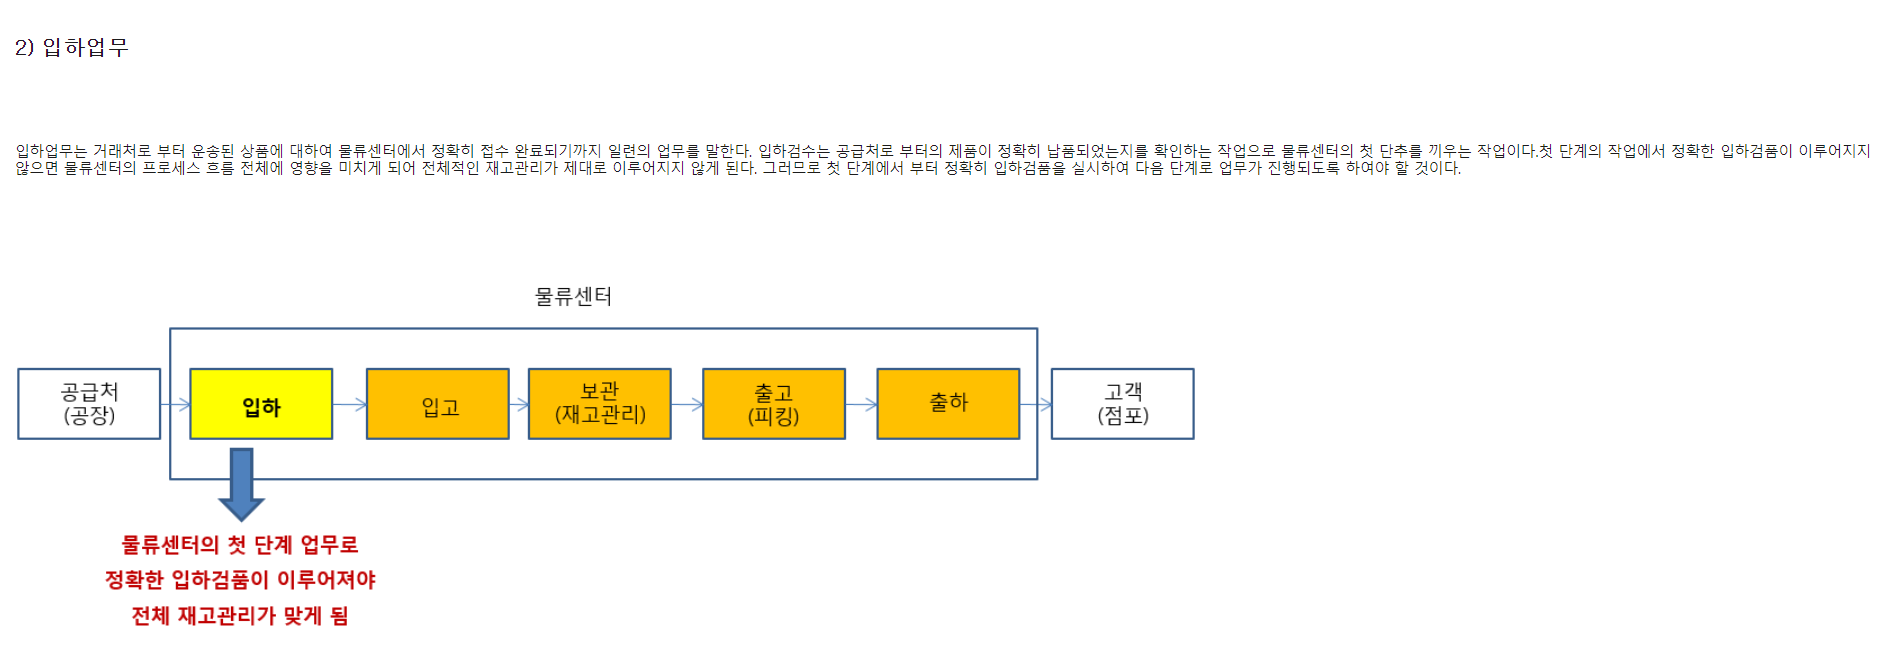 2) 입하업무
입하업무는 거래처로 부터 운송된 상품에 대하여 물류센터에서 정확히 접수 완료되기까지 일련의 업무를 말한다. 입하검수는 공급처로 부터의 제품이 정확히 납품되었는지를 확인하는 작업으로 물류센터의 첫 단추를 끼우는 작업이다.첫 단계의 작업에서 정확한 입하검품이 이루어지지
않으면 물류센터의 프로세스 흐름 전체에 영향을 미치게 되어 전체적인 재고관리가 제대로 이루어지지 않게 된다. 그러므로 첫 단계에서 부터 정확히 입하검품을 실시하여 다음 단계로 업무가 진행되도록 하여야 할 것이다.
물류센터
공급처
(공장)
입하
입고
보관
(재고관리)
출고
(피킹)
출하
고객
(점포)
물류센터의 첫 단계 업무로
정확한 입하검품이 이루어져야
전체 재고관리가 맞게 됨